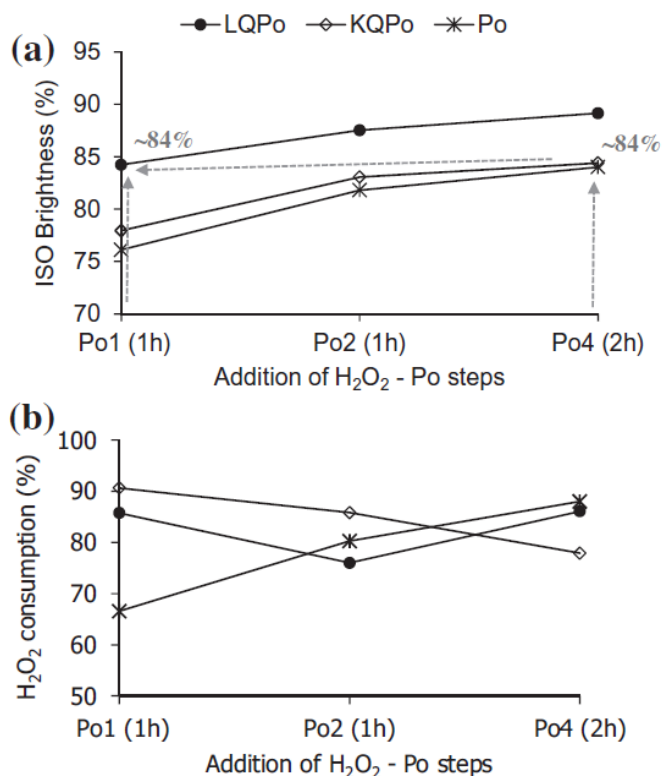 LQPo KQPo Po
(a)
ISO Brightness (%)
95
90
85
80
75
70
~84%
~84%
Po1 (1h) Po2 (1h) Po4 (2h)
Addition of H₂O₂ - Po steps
(b)
H₂O₂ consumption (%)
100
90
80
70
60
50
Po1 (1h) Po2 (1h) Po4 (2h)
Addition of H₂O₂ - Po steps